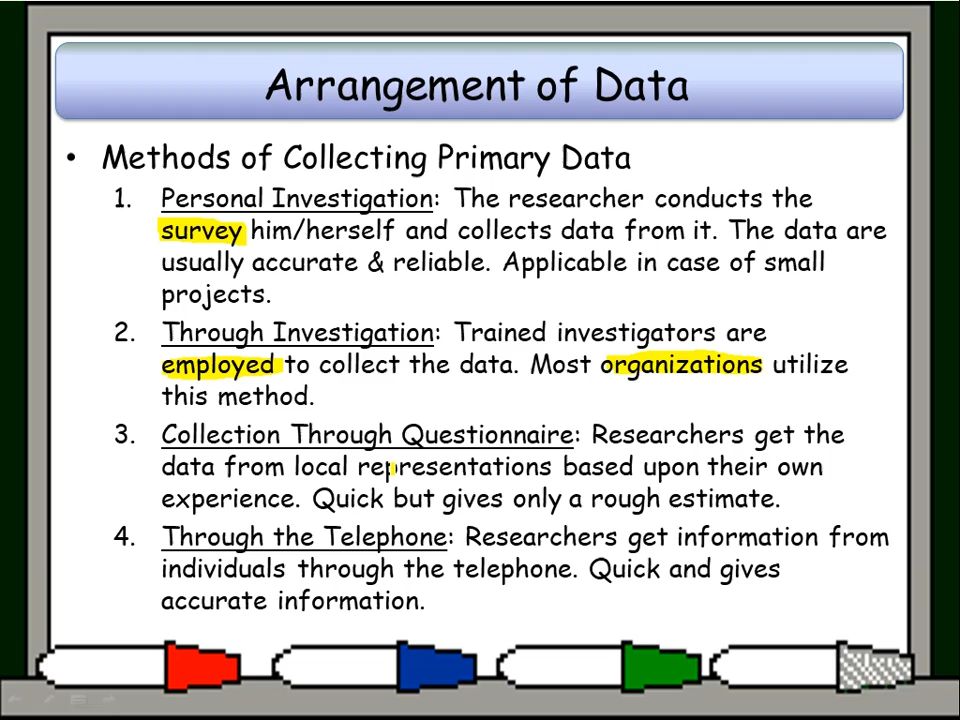 Arrangement of Data
• Methods of Collecting Primary Data
1. Personal Investigation: The researcher conducts the
survey him/herself and collects data from it. The data are
usually accurate & reliable. Applicable in case of small
projects.
2. Through Investigation: Trained investigators are
employed to collect the data. Most organizations utilize
this method.
3. Collection Through Questionnaire: Researchers get the
data from local representations based upon their own
experience. Quick but gives only a rough estimate.
4. Through the Telephone: Researchers get information from
individuals through the telephone. Quick and gives
accurate information.